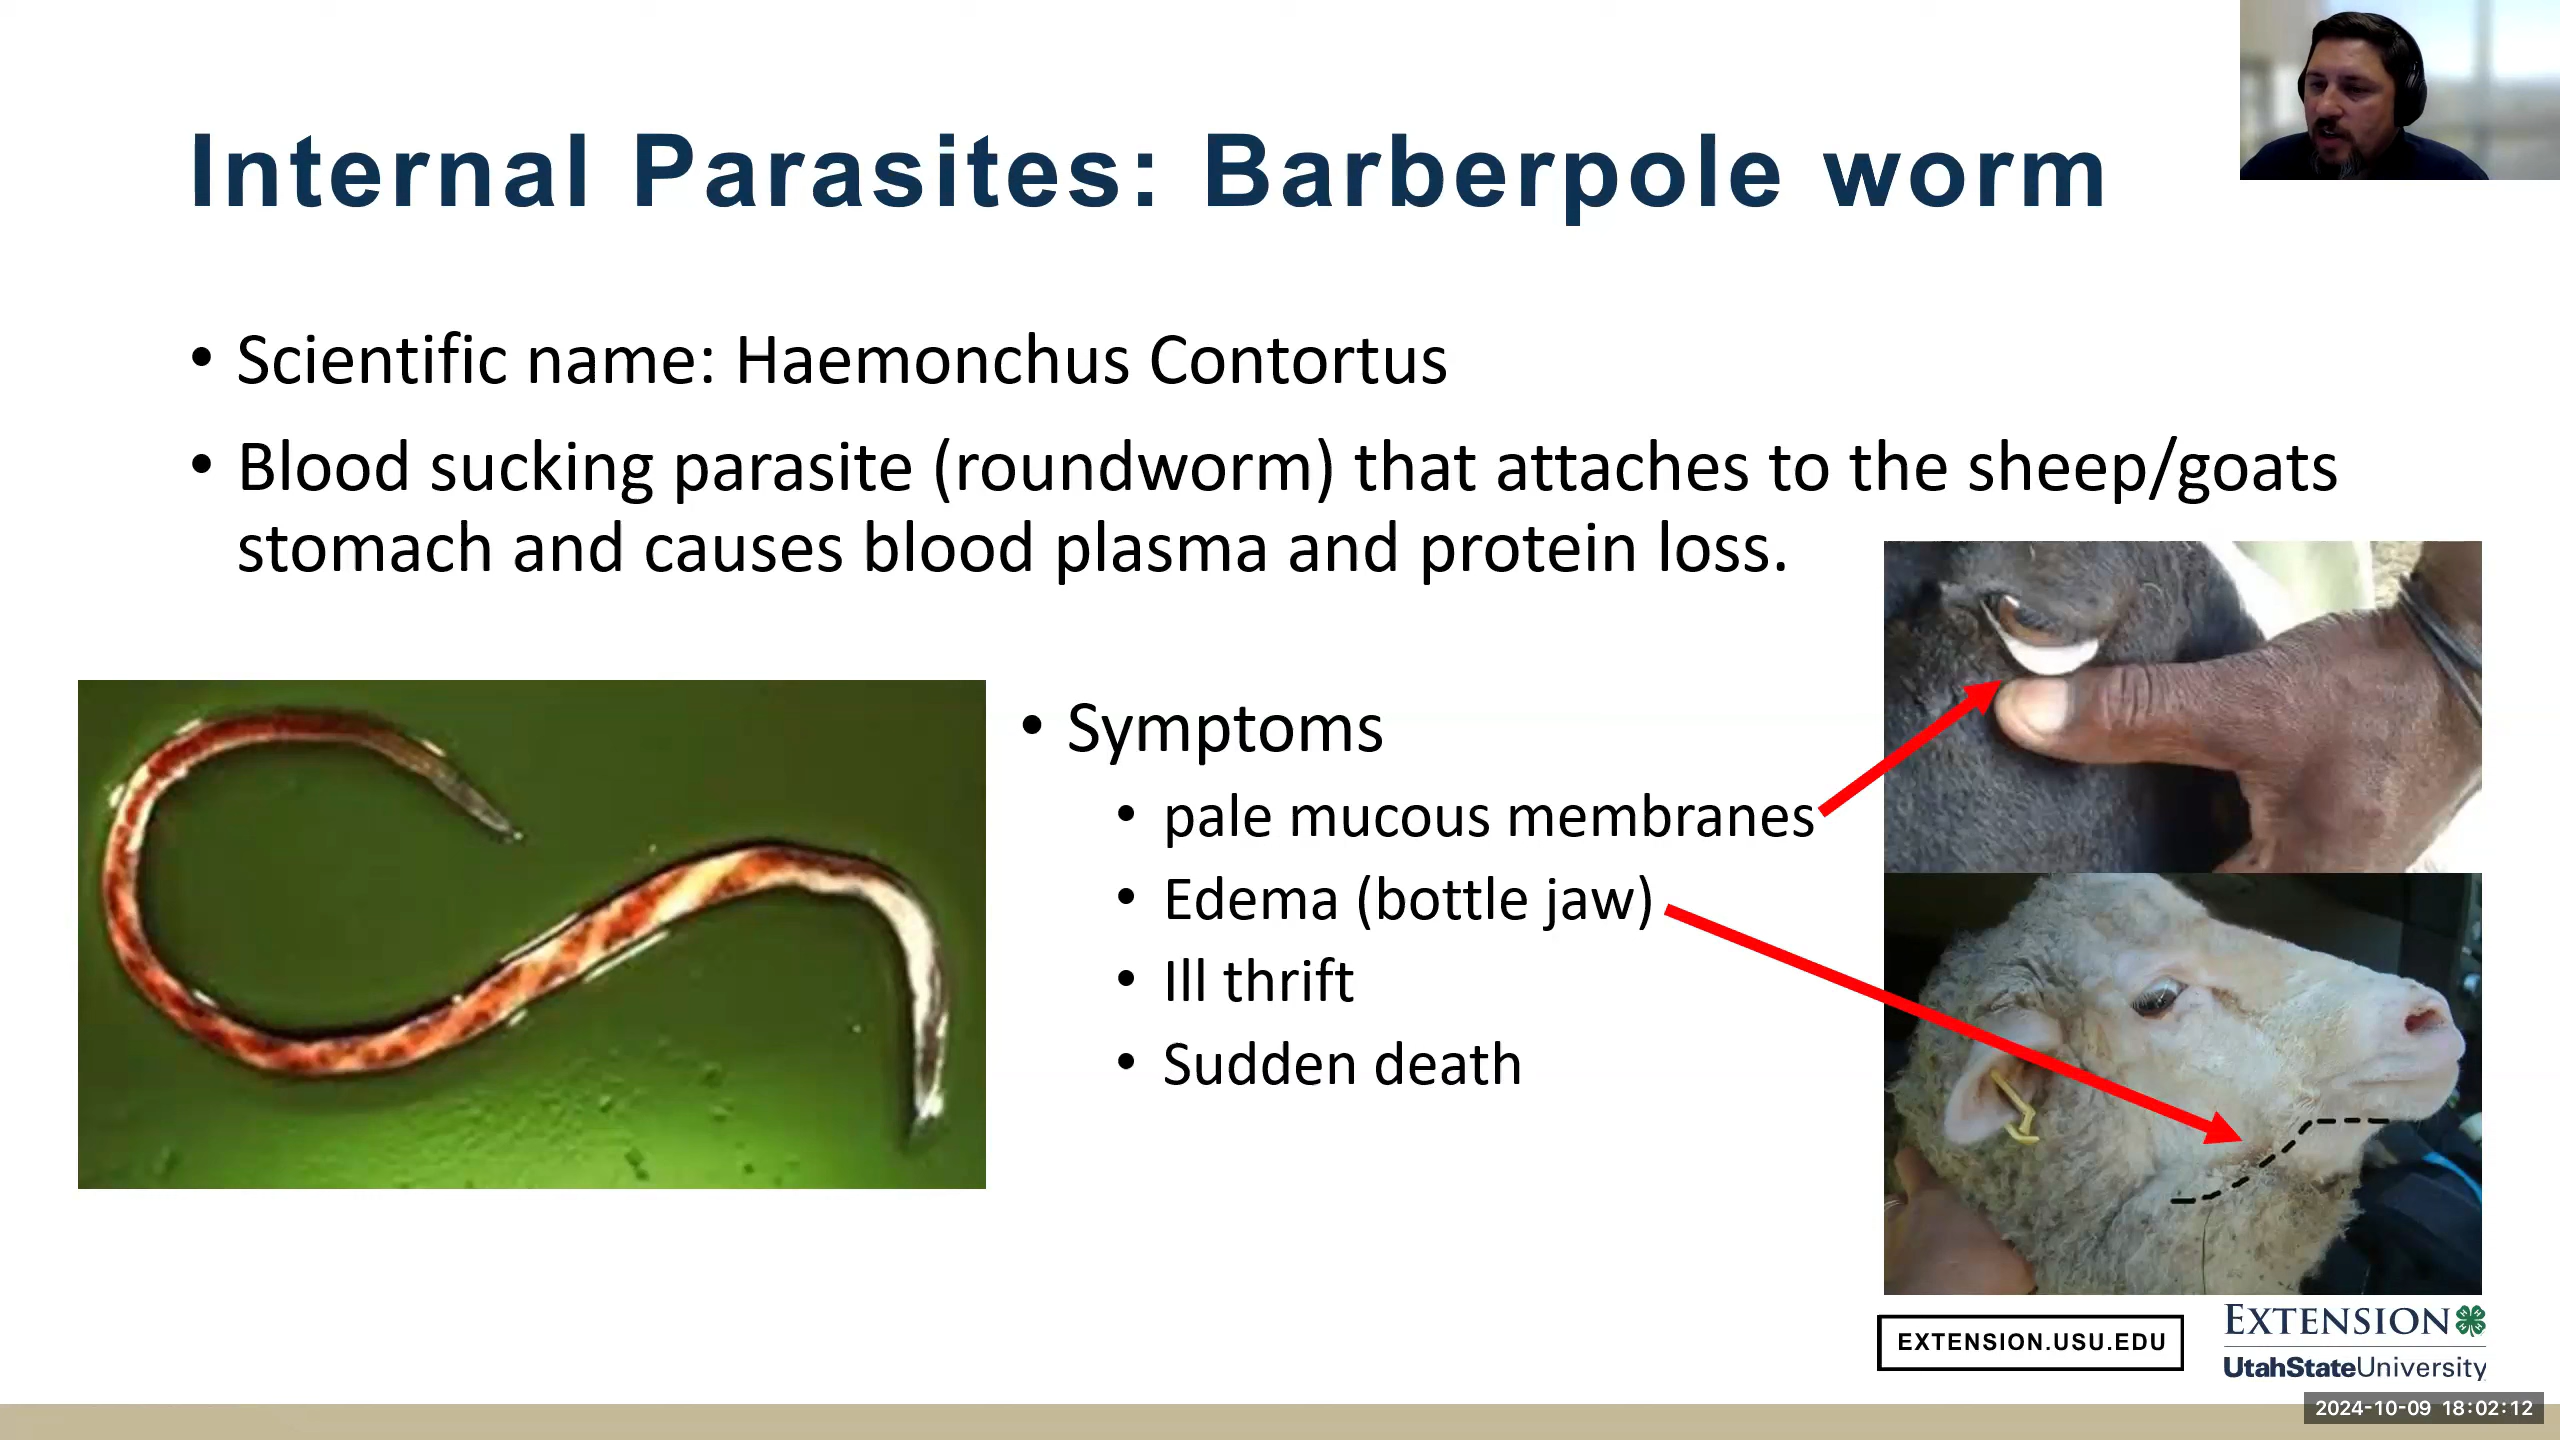 Internal Parasites: Barberpole worm
• Scientific name: Haemonchus Contortus
• Blood sucking parasite (roundworm) that attaches to the sheep/goats
stomach and causes blood plasma and protein loss.
• Symptoms
• pale mucous membranes
• Edema (bottle jaw)
• Ill thrift
• Sudden death
EXTENSION.USU.EDU
EXTENSION
UtahStateUniversity
2024-10-09 18:02:12